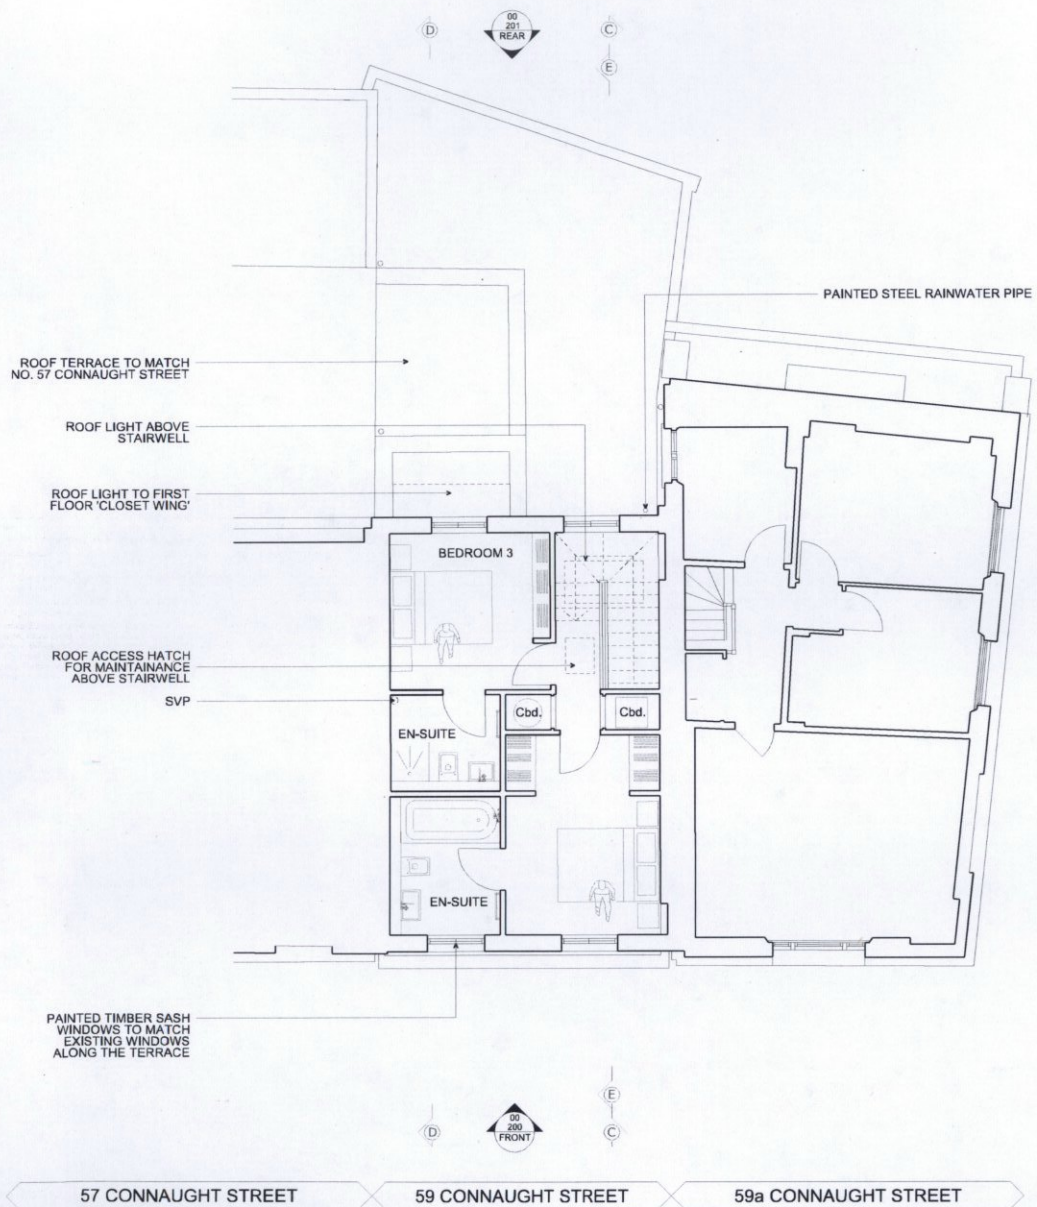 D
00
201
REAR
C
E
PAINTED STEEL RAINWATER PIPE
ROOF TERRACE TO MATCH
NO. 57 CONNAUGHT STREET
ROOF LIGHT ABOVE
STAIRWELL
ROOF LIGHT TO FIRST
FLOOR 'CLOSET WING'
BEDROOM 3
ROOF ACCESS HATCH
FOR MAINTAINANCE
ABOVE STAIRWELL
SVP
Cbd.
Cbd.
EN-SUITE
EN-SUITE
PAINTED TIMBER SASH
WINDOWS TO MATCH
EXISTING WINDOWS
ALONG THE TERRACE
E
D
00
200
FRONT
C
57 CONNAUGHT STREET
59 CONNAUGHT STREET
59a CONNAUGHT STREET